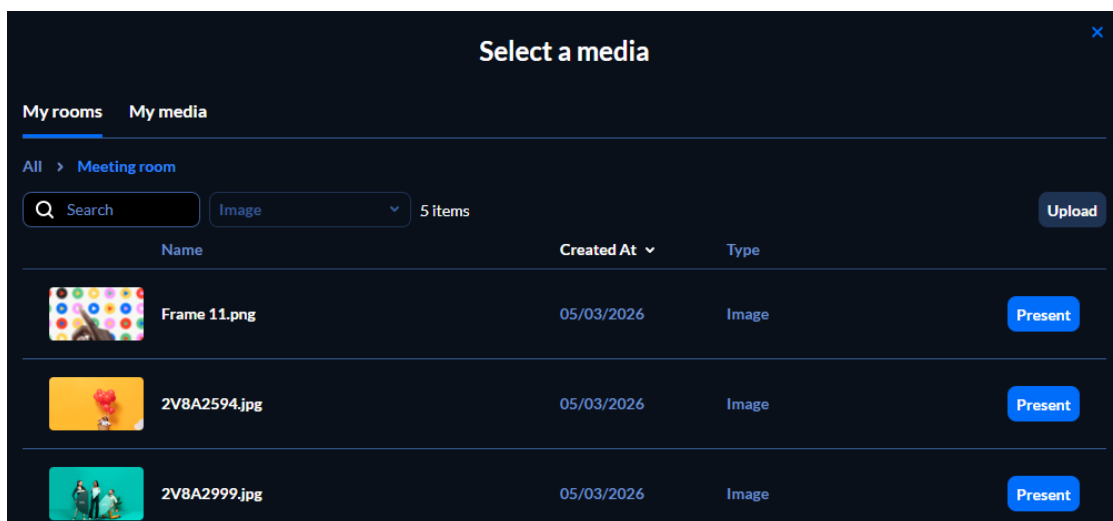 Select a media
×
My rooms My media
All > Meeting room
Search Image 5 items Upload
Name Created At Type
Frame 11.png 05/03/2026 Image Present
2V8A2594.jpg 05/03/2026 Image Present
2V8A2999.jpg 05/03/2026 Image Present